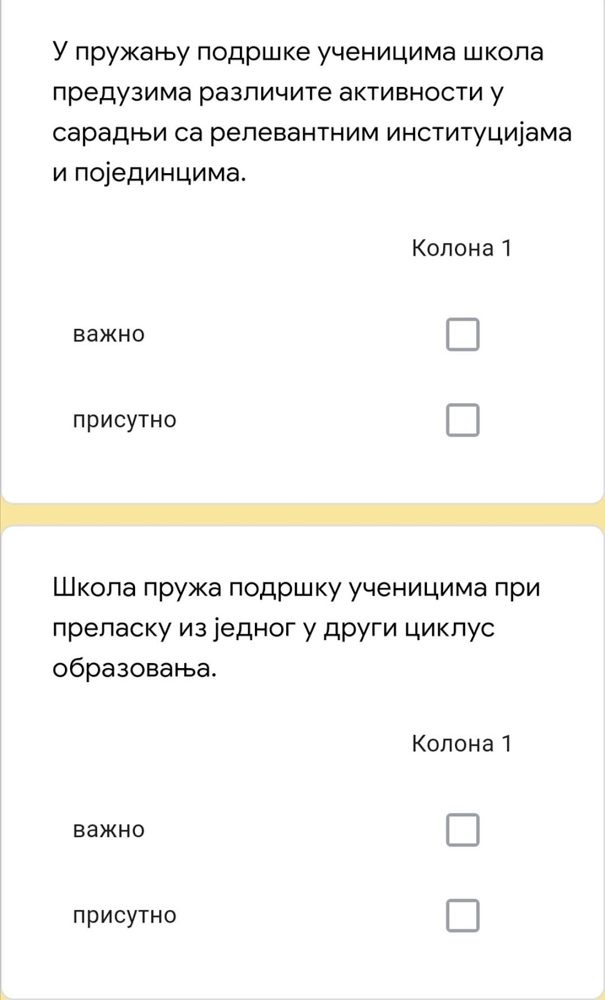 У пружању подршке ученицима школа
предузима различите активности у
сарадњи са релевантним институцијама
и појединцима.
Колона 1
важно
присутно
Школа пружа подршку ученицима при
преласку из једног у други циклус
образовања.
Колона 1
важно
присутно